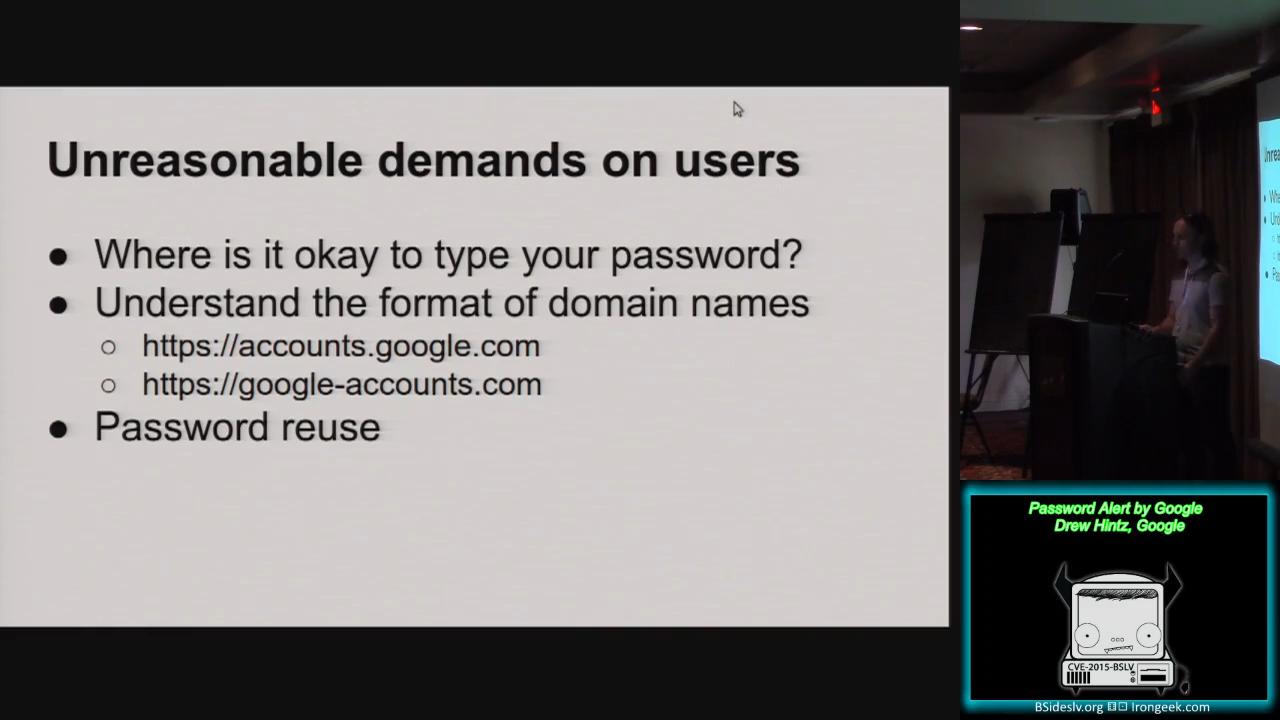 Unreasonable demands on users
● Where is it okay to type your password?
● Understand the format of domain names
○ https://accounts.google.com
○ https://google-accounts.com
● Password reuse
Password Alert by Google
Drew Hintz, Google
CVE-2015-BSLV
BSideslv.org Irongeek.com